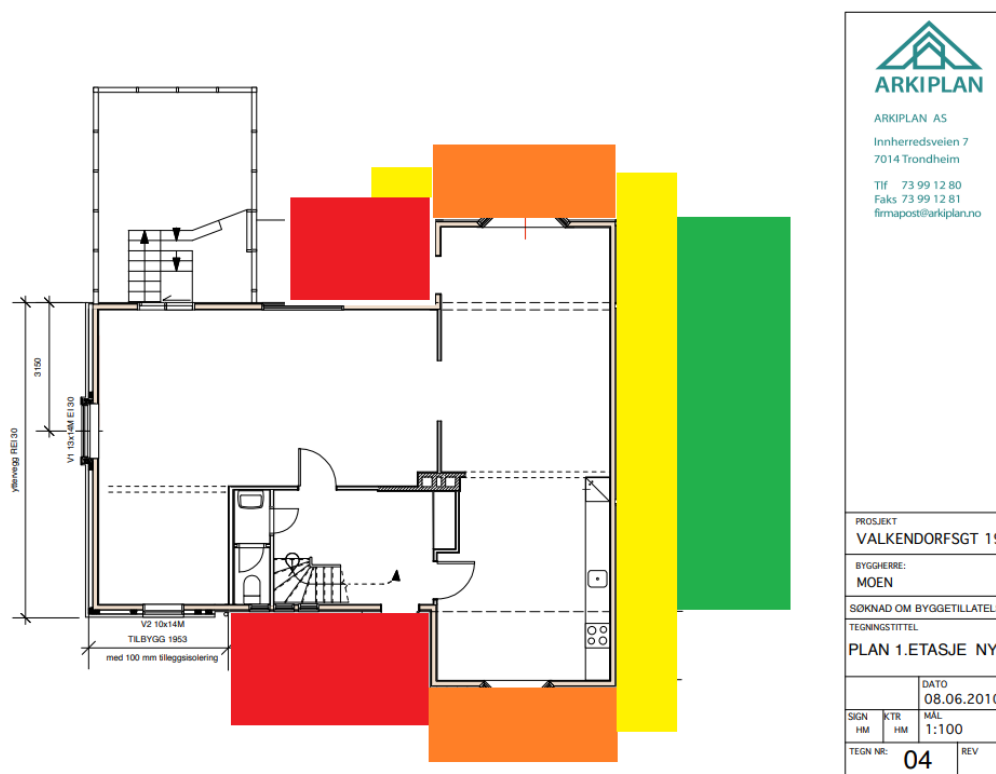 ARKIPLAN
ARKIPLAN AS
Innherredsveien 7
7014 Trondheim
Tlf 73 99 12 80
Faks 73 99 12 81
firmapost@arkiplan.no
3150
yttervegg REI30
V1 13x14M EI 30
V2 10x14M
TILBYGG 1953
med 100 mm tilleggsisolering
PROSJEKT
VALKENDORFSGT 19
BYGGHERRE:
MOEN
SØKNAD OM BYGGETILLATEL
TEGNINGSTITTEL
PLAN 1.ETASJE NY
DATO
08.06.2010
SIGN KTR MÅL
HM HM 1:100
TEGN NR: 04 REV